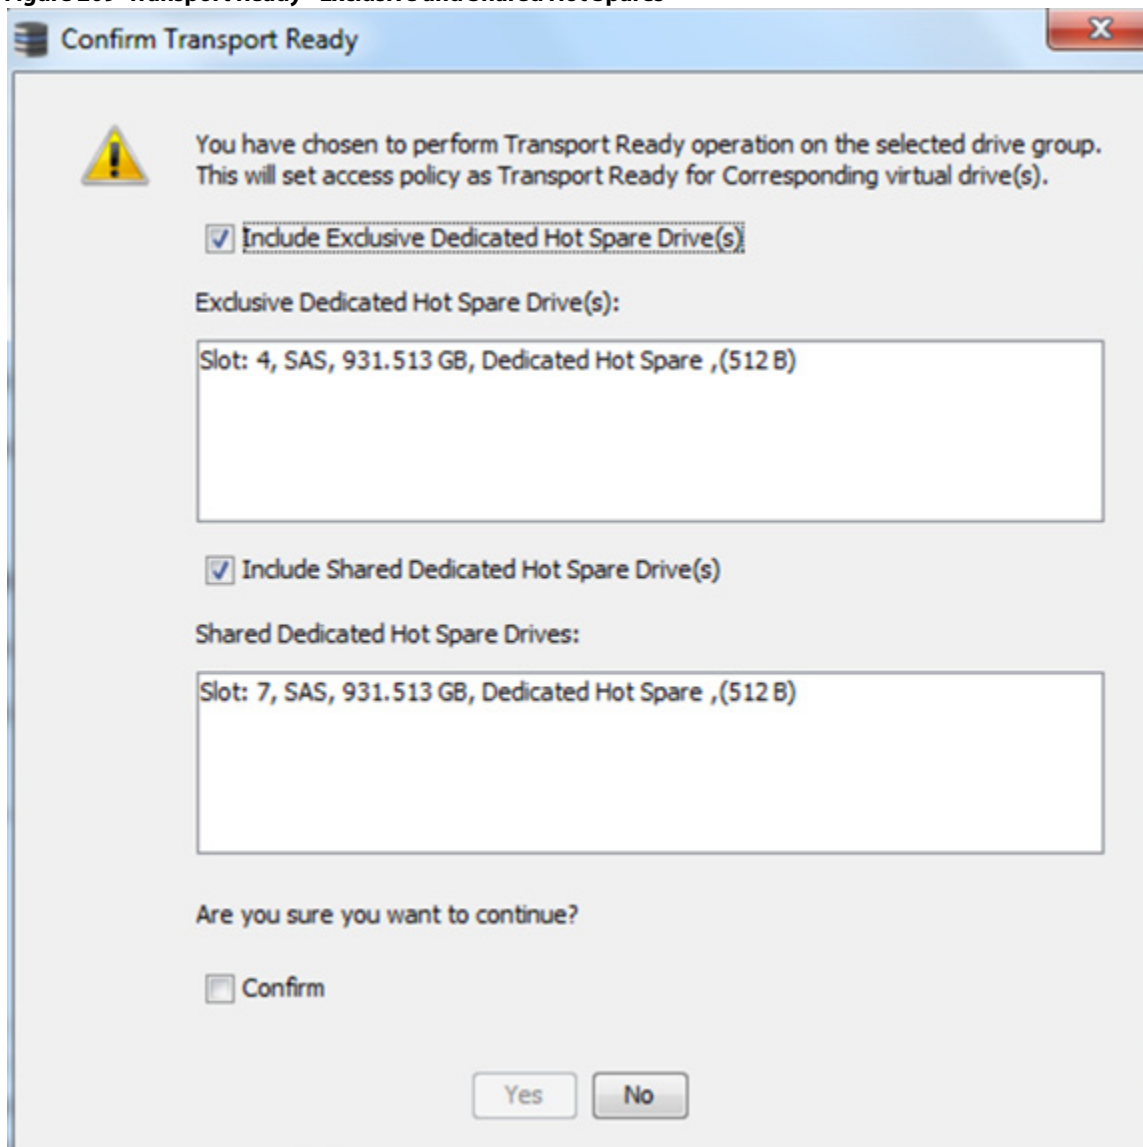 Confirm Transport Ready
You have chosen to perform Transport Ready operation on the selected drive group.
This will set access policy as Transport Ready for Corresponding virtual drive(s).
Include Exclusive Dedicated Hot Spare Drive(s)
Exclusive Dedicated Hot Spare Drive(s):
Slot: 4, SAS, 931.513 GB, Dedicated Hot Spare ,(512 B)
Include Shared Dedicated Hot Spare Drive(s)
Shared Dedicated Hot Spare Drives:
Slot: 7, SAS, 931.513 GB, Dedicated Hot Spare ,(512 B)
Are you sure you want to continue?
Confirm
Yes No